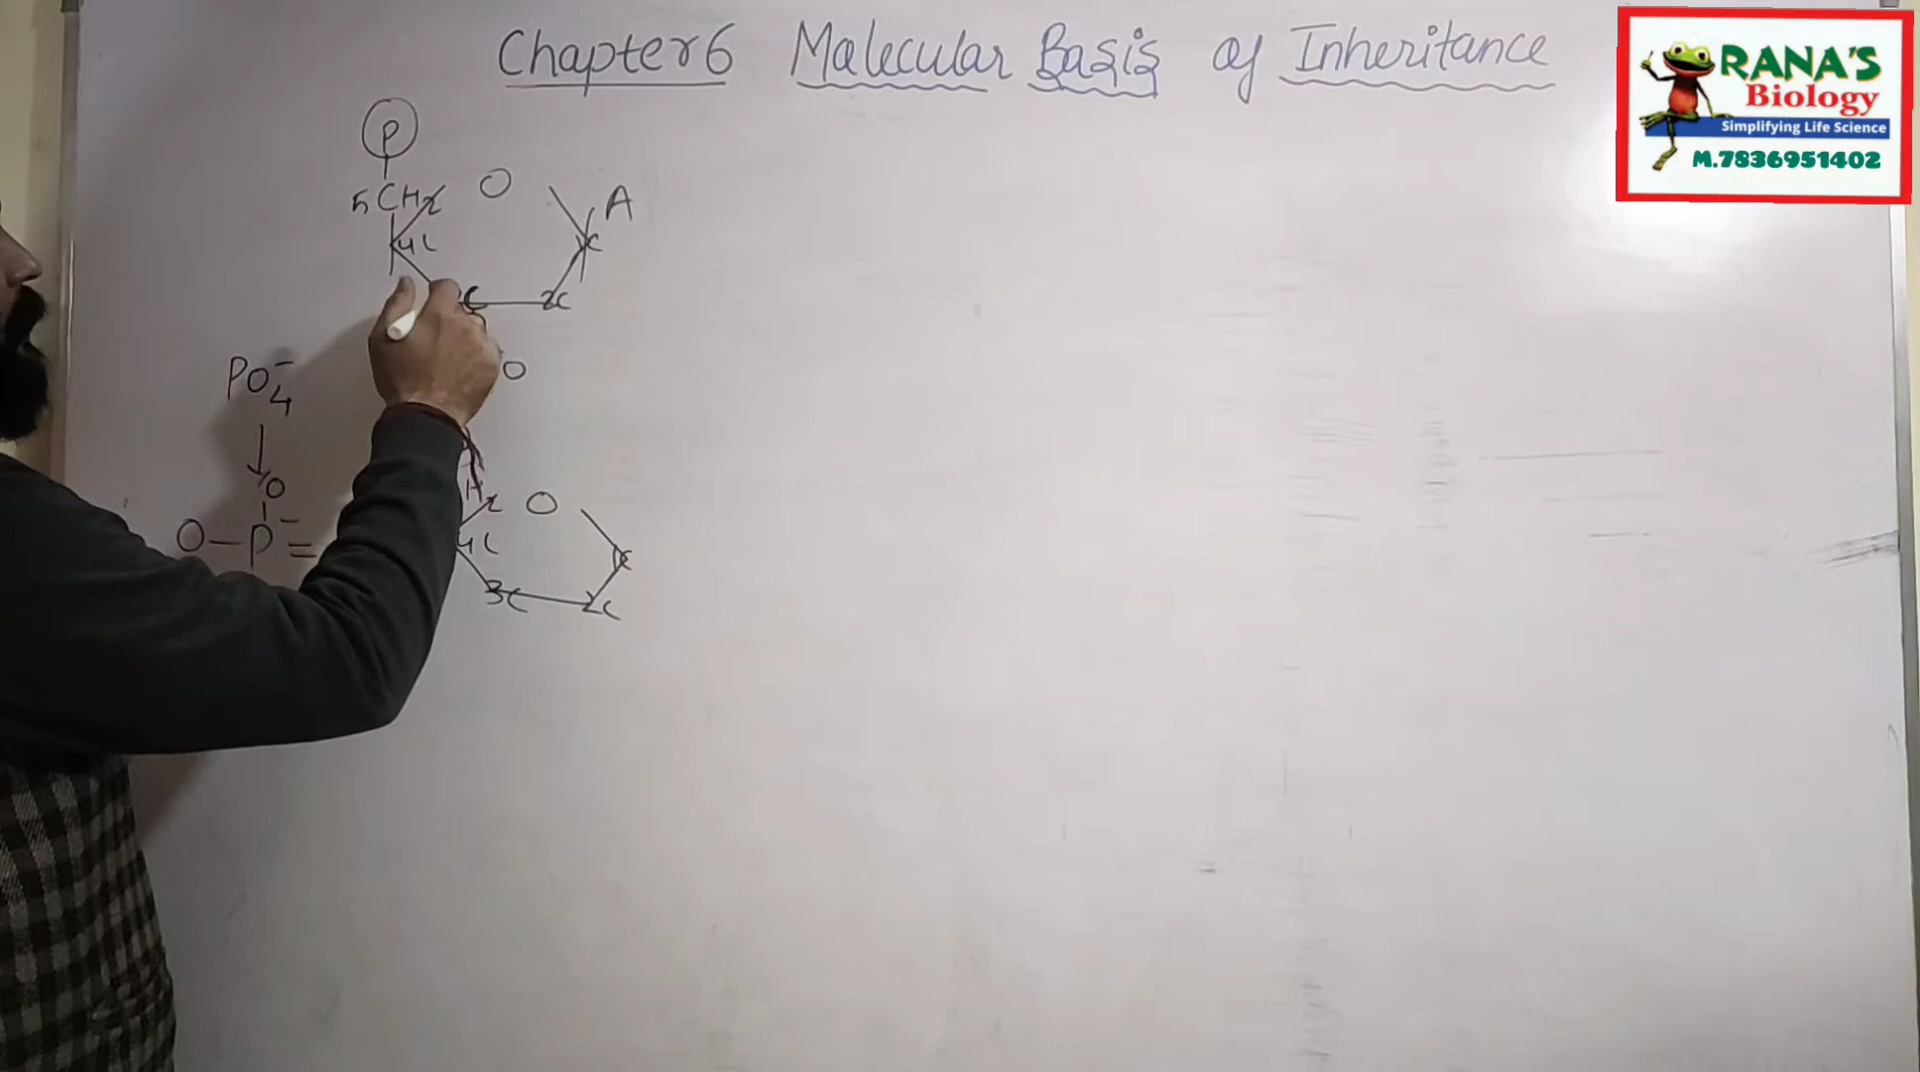 Chapter 6 Molecular Basis of Inheritance
RANA'S
Biology
Simplifying Life Science
M.7836951402
P
5CH2 O A
4C 1C
C 2C
PO4-
O
O
O-P-=
H2 O
4C C
3C 2C